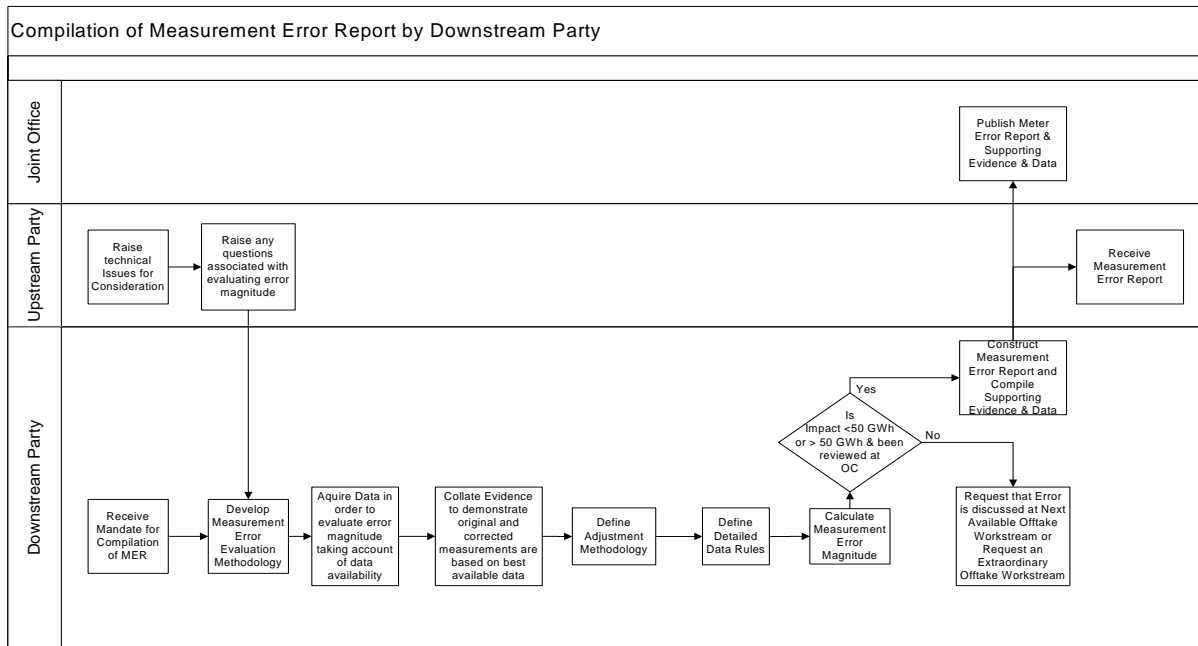 Compilation of Measurement Error Report by Downstream Party
Joint Office
Publish Meter
Error Report &
Supporting
Evidence & Data
Upstream Party
Raise
technical
Issues for
Consideration
Raise any
questions
associated with
evaluating error
magnitude
Receive
Measurement
Error Report
Downstream Party
Construct
Measurement
Error Report and
Compile
Supporting
Evidence & Data
Yes
Is
Impact <50 GWh
or > 50 GWh & been
reviewed at
OC
No
Receive
Mandate for
Compilation
of MER
Develop
Measurement
Error
Evaluation
Methodology
Aquire Data in
order to
evaluate error
magnitude
taking account
of data
availability
Collate Evidence
to demonstrate
original and
corrected
measurements are
based on best
available data
Define
Adjustment
Methodology
Define
Detailed
Data Rules
Calculate
Measurement
Error
Magnitude
Request that Error
is discussed at Next
Available Offtake
Workstream or
Request an
Extraordinary
Offtake Workstream